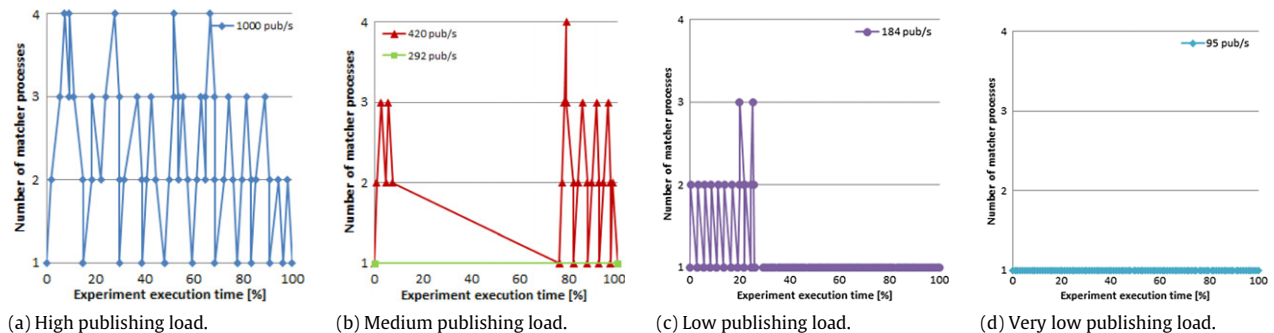 4
3
2
1
0 20 40 60 80 100
Number of matcher processes
Experiment execution time [%]
1000 pub/s
(a) High publishing load.
4
3
2
1
0 20 40 60 80 100
Number of matcher processes
Experiment execution time [%]
420 pub/s
292 pub/s
(b) Medium publishing load.
4
3
2
1
0 20 40 60 80 100
Number of matcher processes
Experiment execution time [%]
184 pub/s
(c) Low publishing load.
4
3
2
1
0 20 40 60 80 100
Number of matcher processes
Experiment execution time [%]
95 pub/s
(d) Very low publishing load.